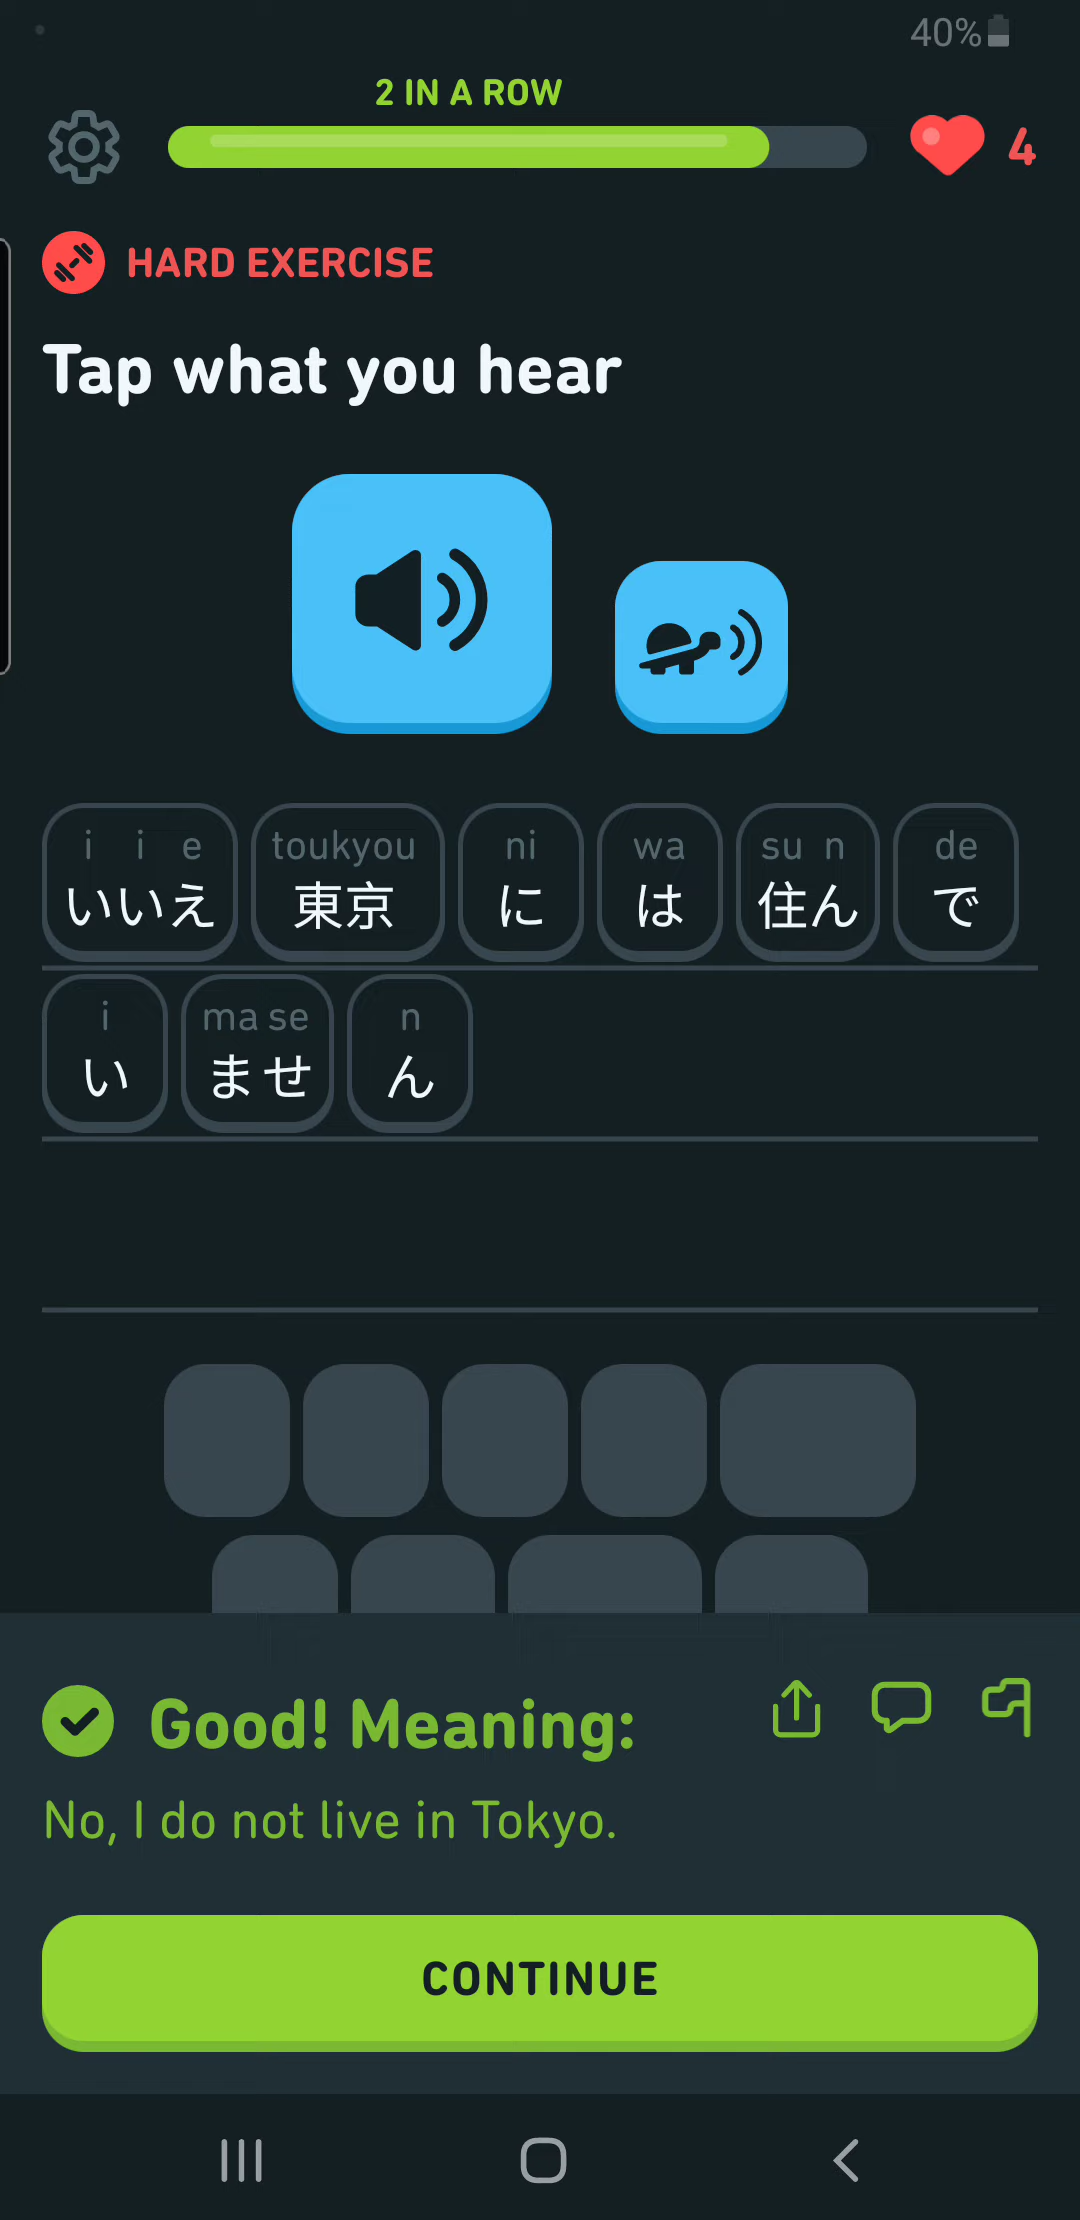 40%
2 IN A ROW
4
HARD EXERCISE
Tap what you hear
i i e toukyou ni wa su n de
いいえ 東京 に は 住ん で
i ma se n
い ませ ん
Good! Meaning:
No, I do not live in Tokyo.
CONTINUE